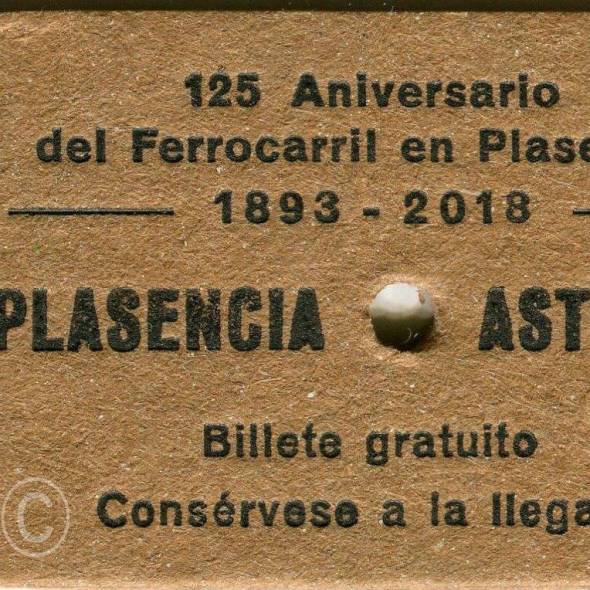 125 Aniversario
del Ferrocarril en Plase
1893 - 2018
PLASENCIA AST
Billete gratuito
Consérvese a la llega
©